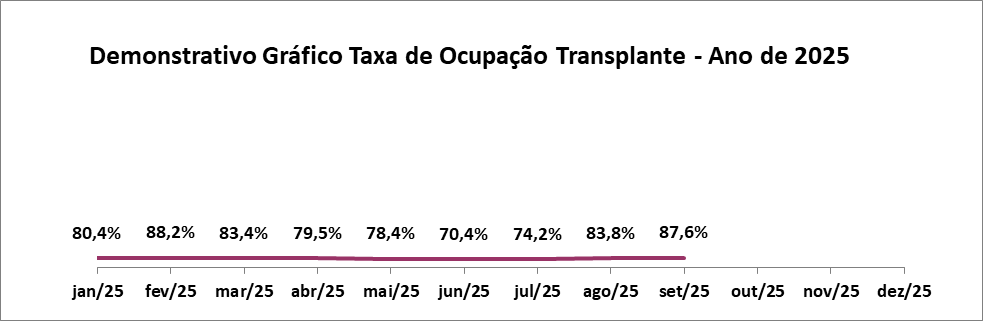 Demonstrativo Gráfico Taxa de Ocupação Transplante - Ano de 2025
80,4% 88,2% 83,4% 79,5% 78,4% 70,4% 74,2% 83,8% 87,6%
jan/25 fev/25 mar/25 abr/25 mai/25 jun/25 jul/25 ago/25 set/25 out/25 nov/25 dez/25